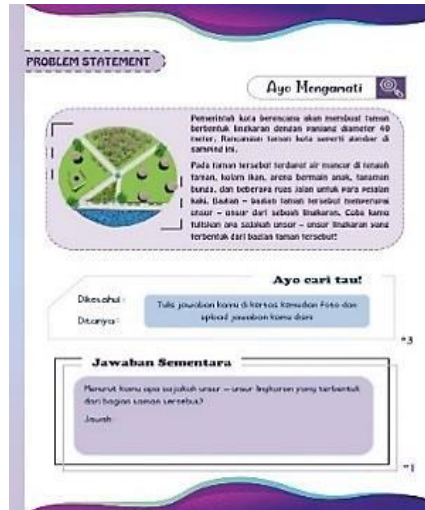 PROBLEM STATEMENT
Ayo Mengamati
Pemerintah kota berencana akan membuat taman
berbentuk lingkaran dengan panjang diameter 40
meter. Rancangan taman kota seperti gambar di
samping ini.
Pada taman tersebut terdapat air mancur di tengah
taman, kolam ikan, arena bermain anak, tanaman
bunga, dan beberapa ruas jalan untuk para pejalan
kaki. Bagian – bagian taman tersebut mempunyai
unsur – unsur dari sebuah lingkaran. Coba kamu
tuliskan apa sajakah unsur – unsur lingkaran yang
terbentuk dari bagian taman tersebut!
Ayo cari tau!
Diketahui :
Ditanya :
Tulis jawaban kamu di kertas kemudian foto dan
upload jawaban kamu disini
*3
Jawaban Sementara
Menurut kamu apa sajakah unsur – unsur lingkaran yang terbentuk
dari bagian taman tersebut?
Jawab:
*1